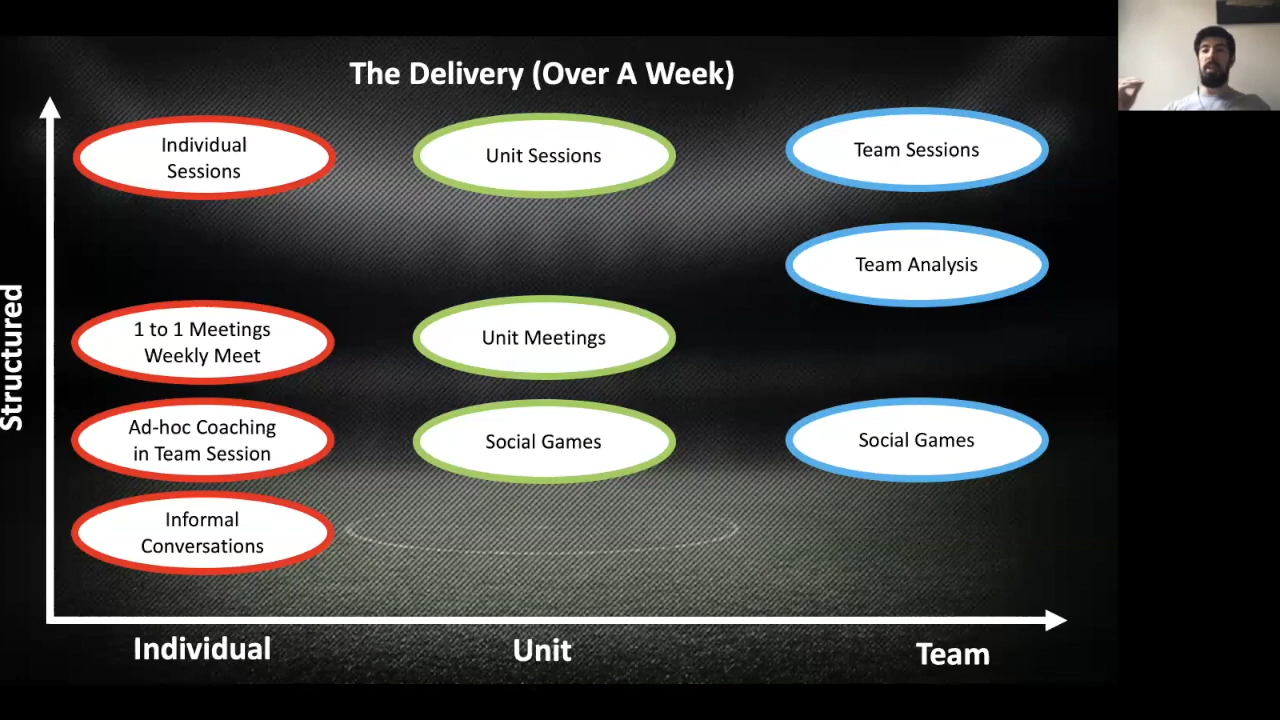 The Delivery (Over A Week)
Individual
Sessions
Unit Sessions
Team Sessions
Team Analysis
1 to 1 Meetings
Weekly Meet
Unit Meetings
Ad-hoc Coaching
in Team Session
Social Games
Social Games
Informal
Conversations
Structured
Individual
Unit
Team